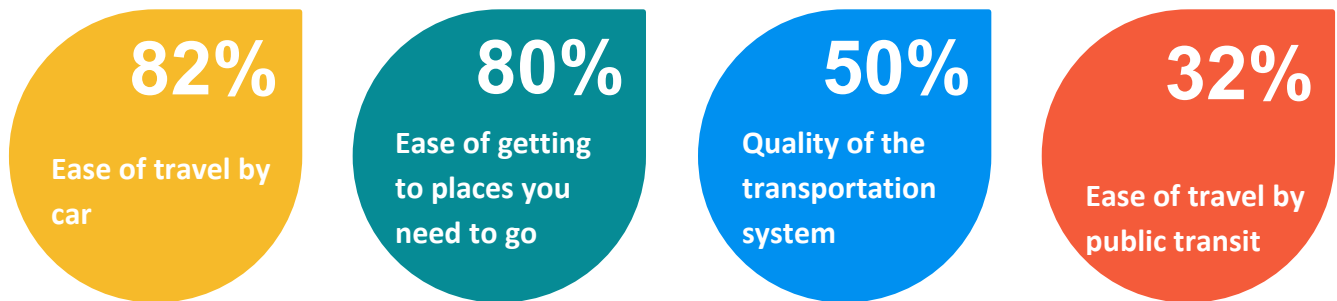 82%
Ease of travel by
car
80%
Ease of getting
to places you
need to go
50%
Quality of the
transportation
system
32%
Ease of travel by
public transit